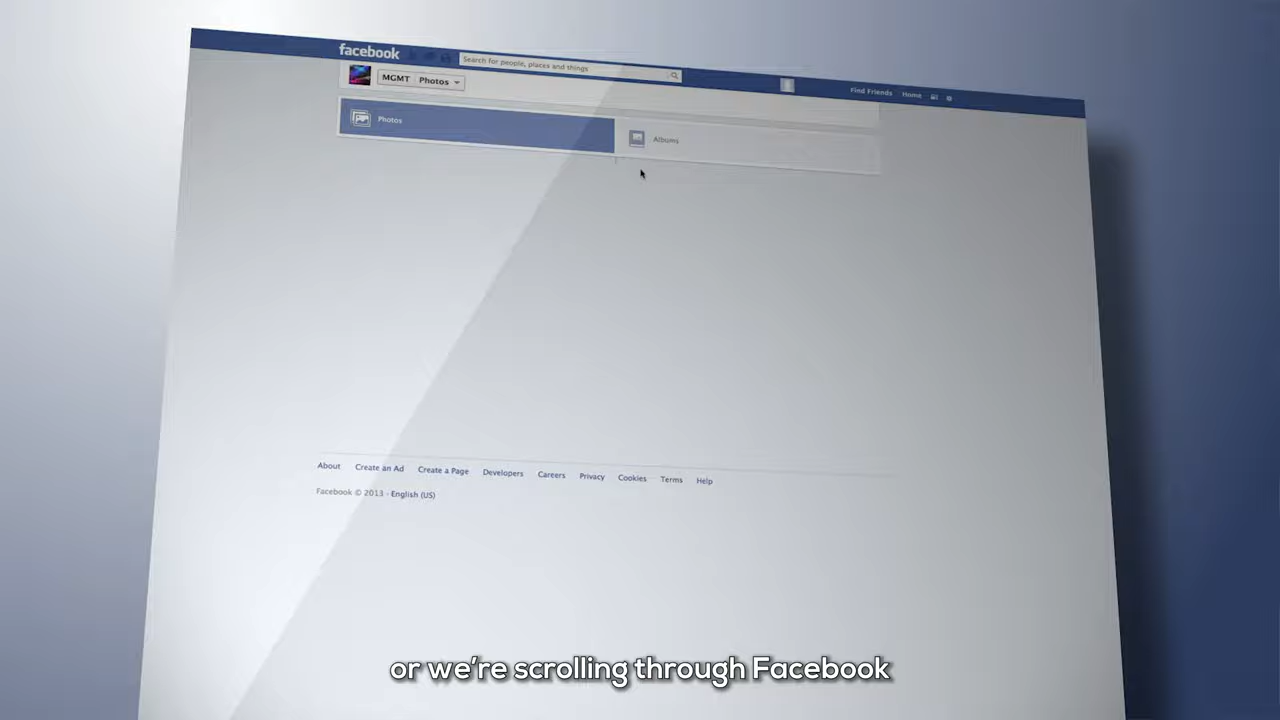 facebook
Search for people, places and things
Find Friends Home
MGMT Photos
Photos
Albums
About Create an Ad Create a Page Developers Careers Privacy Cookies Terms Help
Facebook © 2013 · English (US)
or we're scrolling through Facebook